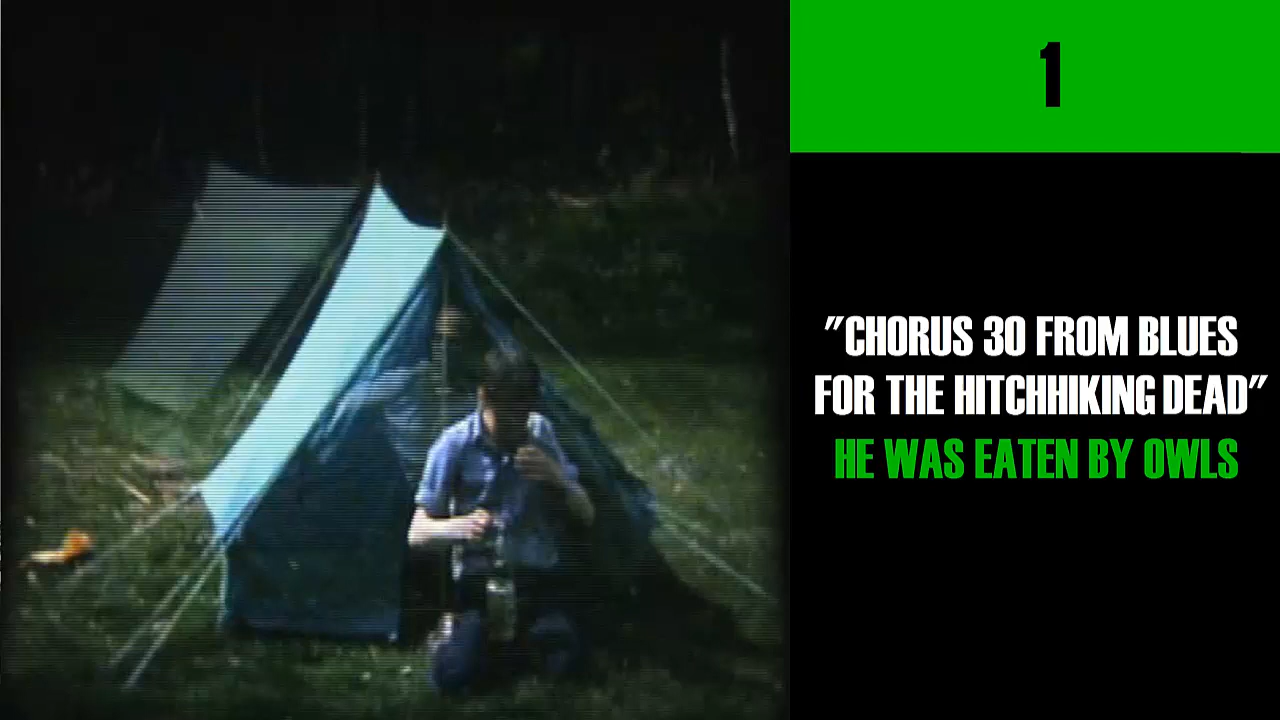 1
"CHORUS 30 FROM BLUES
FOR THE HITCHHIKING DEAD"
HE WAS EATEN BY OWLS